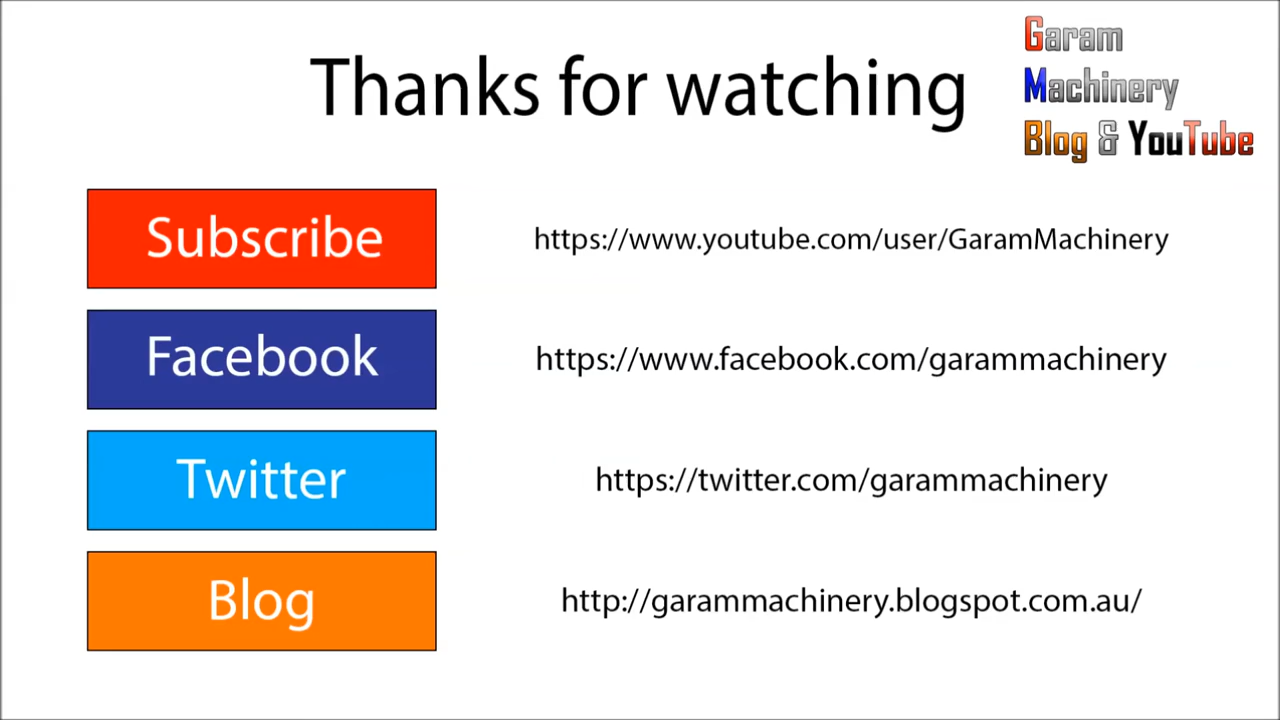 Thanks for watching
Garam
Machinery
Blog & YouTube
Subscribe
https://www.youtube.com/user/GaramMachinery
Facebook
https://www.facebook.com/garammachinery
Twitter
https://twitter.com/garammachinery
Blog
http://garammachinery.blogspot.com.au/